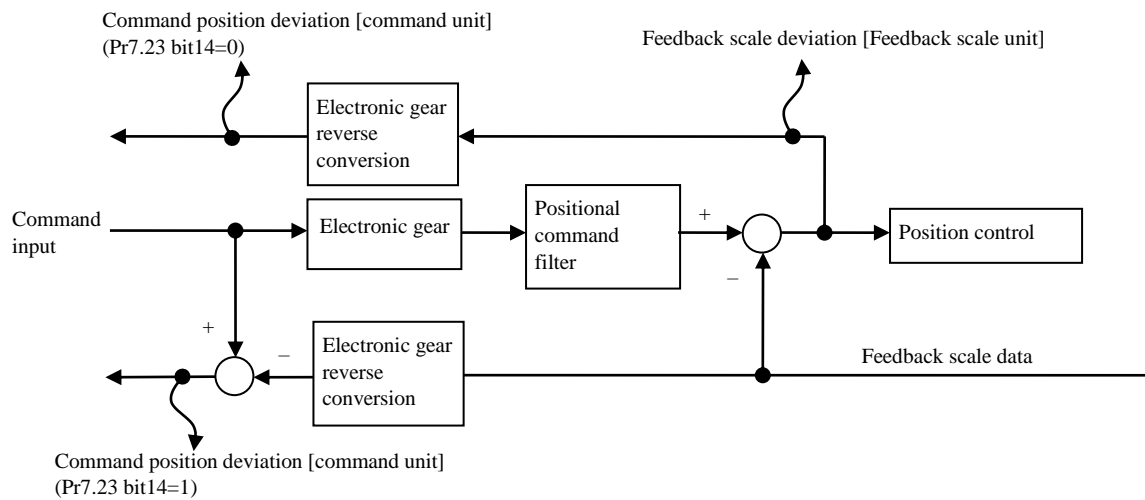 Command position deviation [command unit]
(Pr7.23 bit14=0)
Feedback scale deviation [Feedback scale unit]
Electronic gear
reverse
conversion
Command
input
Electronic gear
Positional
command
filter
+
−
Position control
+
−
Electronic gear
reverse
conversion
Feedback scale data
Command position deviation [command unit]
(Pr7.23 bit14=1)